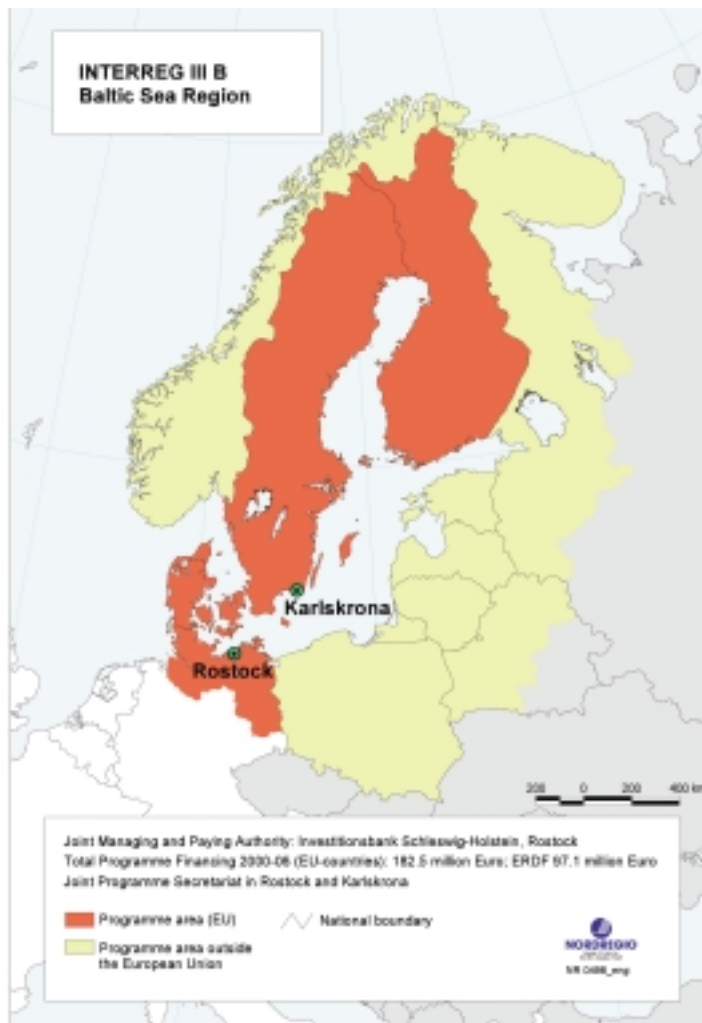 INTERREG III B
Baltic Sea Region
Karlskrona
Rostock
200 0 200 400 km
Joint Managing and Paying Authority: Investitionsbank Schleswig-Holstein, Rostock
Total Programme Financing 2000-06 (EU-countries): 182.5 million Euro; ERDF 97.1 million Euro
Joint Programme Secretariat in Rostock and Karlskrona
Programme area (EU)
National boundary
Programme area outside
the European Union
NORDREGIO